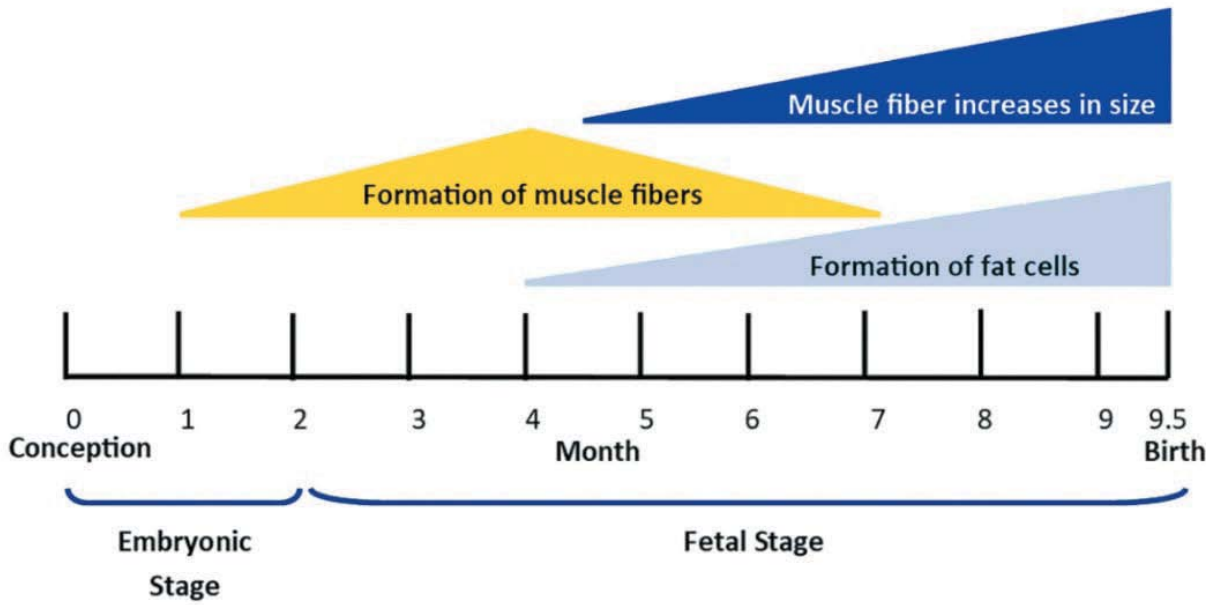 Muscle fiber increases in size
Formation of muscle fibers
Formation of fat cells
0 1 2 3 4 5 6 7 8 9 9.5
Conception Month Birth
Embryonic
Stage
Fetal Stage